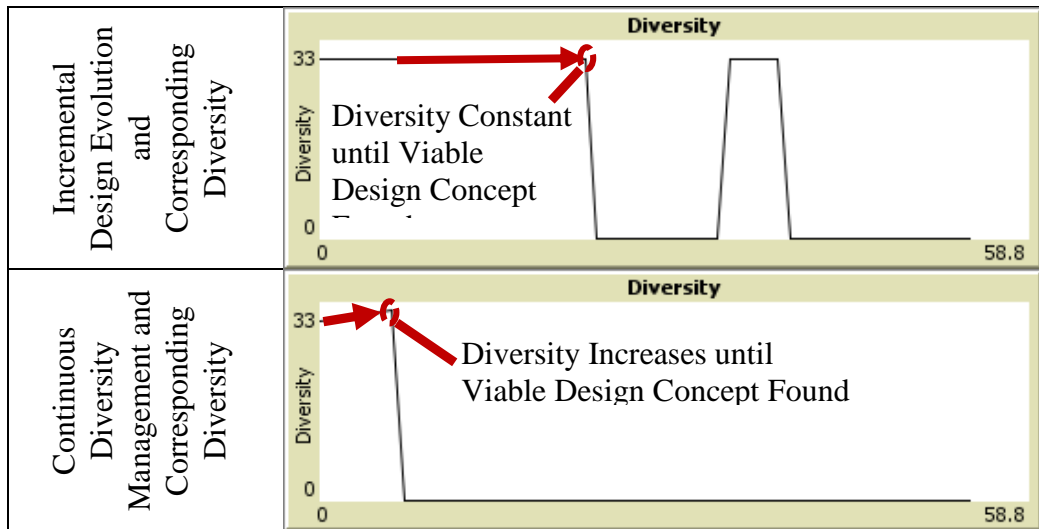 Incremental
Design Evolution
and
Corresponding
Diversity
Diversity
33
Diversity
0
0
58.8
Diversity Constant
until Viable
Design Concept
Continuous
Diversity
Management and
Corresponding
Diversity
Diversity
33
Diversity
0
0
58.8
Diversity Increases until
Viable Design Concept Found